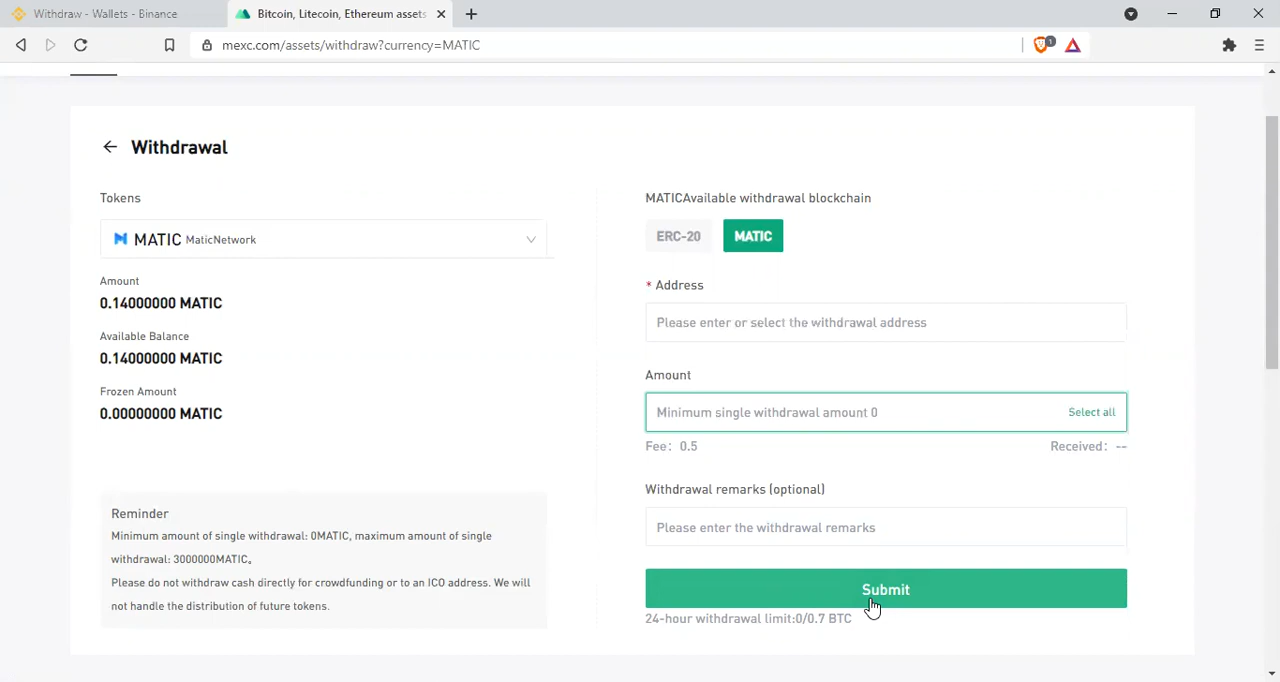 Withdraw - Wallets - Binance
Bitcoin, Litecoin, Ethereum assets
mexc.com/assets/withdraw?currency=MATIC
1
Withdrawal
Tokens
MATIC MaticNetwork
Amount
0.14000000 MATIC
Available Balance
0.14000000 MATIC
Frozen Amount
0.00000000 MATIC
Reminder
Minimum amount of single withdrawal: 0MATIC, maximum amount of single
withdrawal: 3000000MATIC。
Please do not withdraw cash directly for crowdfunding or to an ICO address. We will
not handle the distribution of future tokens.
MATICAvailable withdrawal blockchain
ERC-20 MATIC
* Address
Please enter or select the withdrawal address
Amount
Minimum single withdrawal amount 0 Select all
Fee: 0.5 Received: --
Withdrawal remarks (optional)
Please enter the withdrawal remarks
Submit
24-hour withdrawal limit:0/0.7 BTC